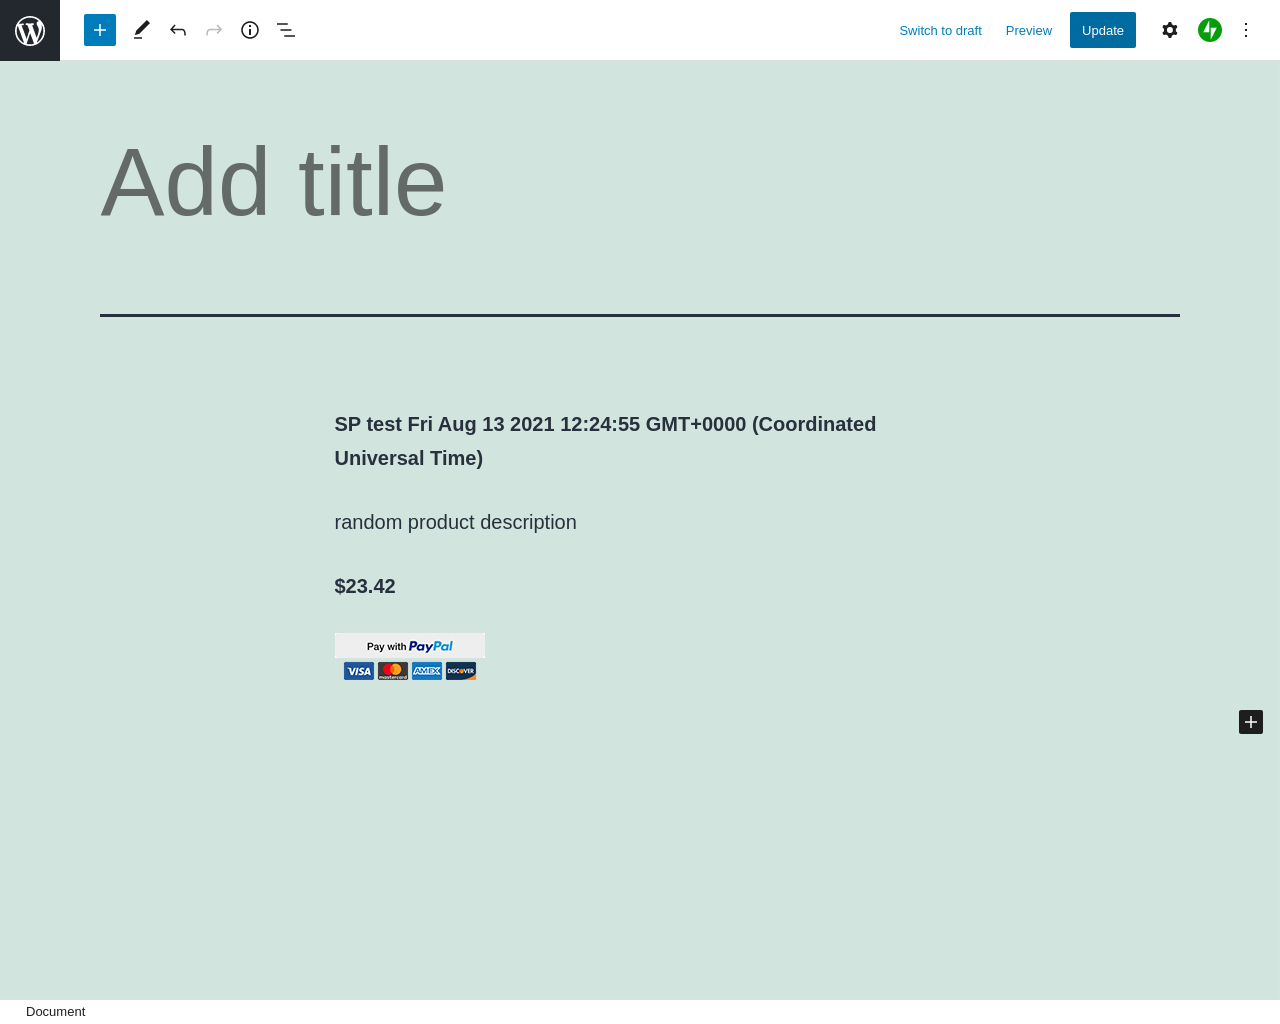 Switch to draft Preview Update
Add title
SP test Fri Aug 13 2021 12:24:55 GMT+0000 (Coordinated
Universal Time)
random product description
$23.42
Pay with PayPal
VISA mastercard AMEX DISCOVER
Document